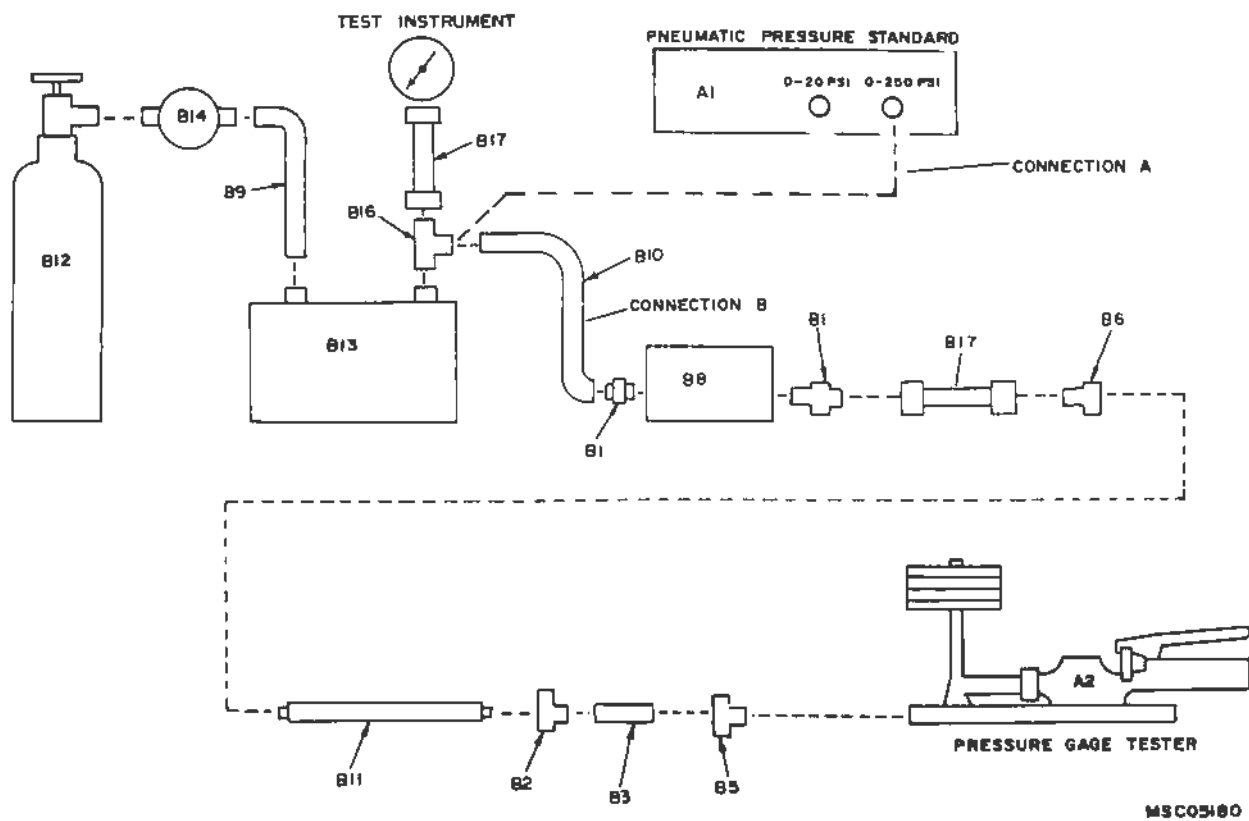 TEST INSTRUMENT
PNEUMATIC PRESSURE STANDARD
A1
0-20 PSI
0-250 PSI
B14
B17
CONNECTION A
B9
B16
B12
B10
CONNECTION B
B13
B1
B17
B6
B8
B1
A2
PRESSURE GAGE TESTER
B11
B2
B3
B5
MSC05180